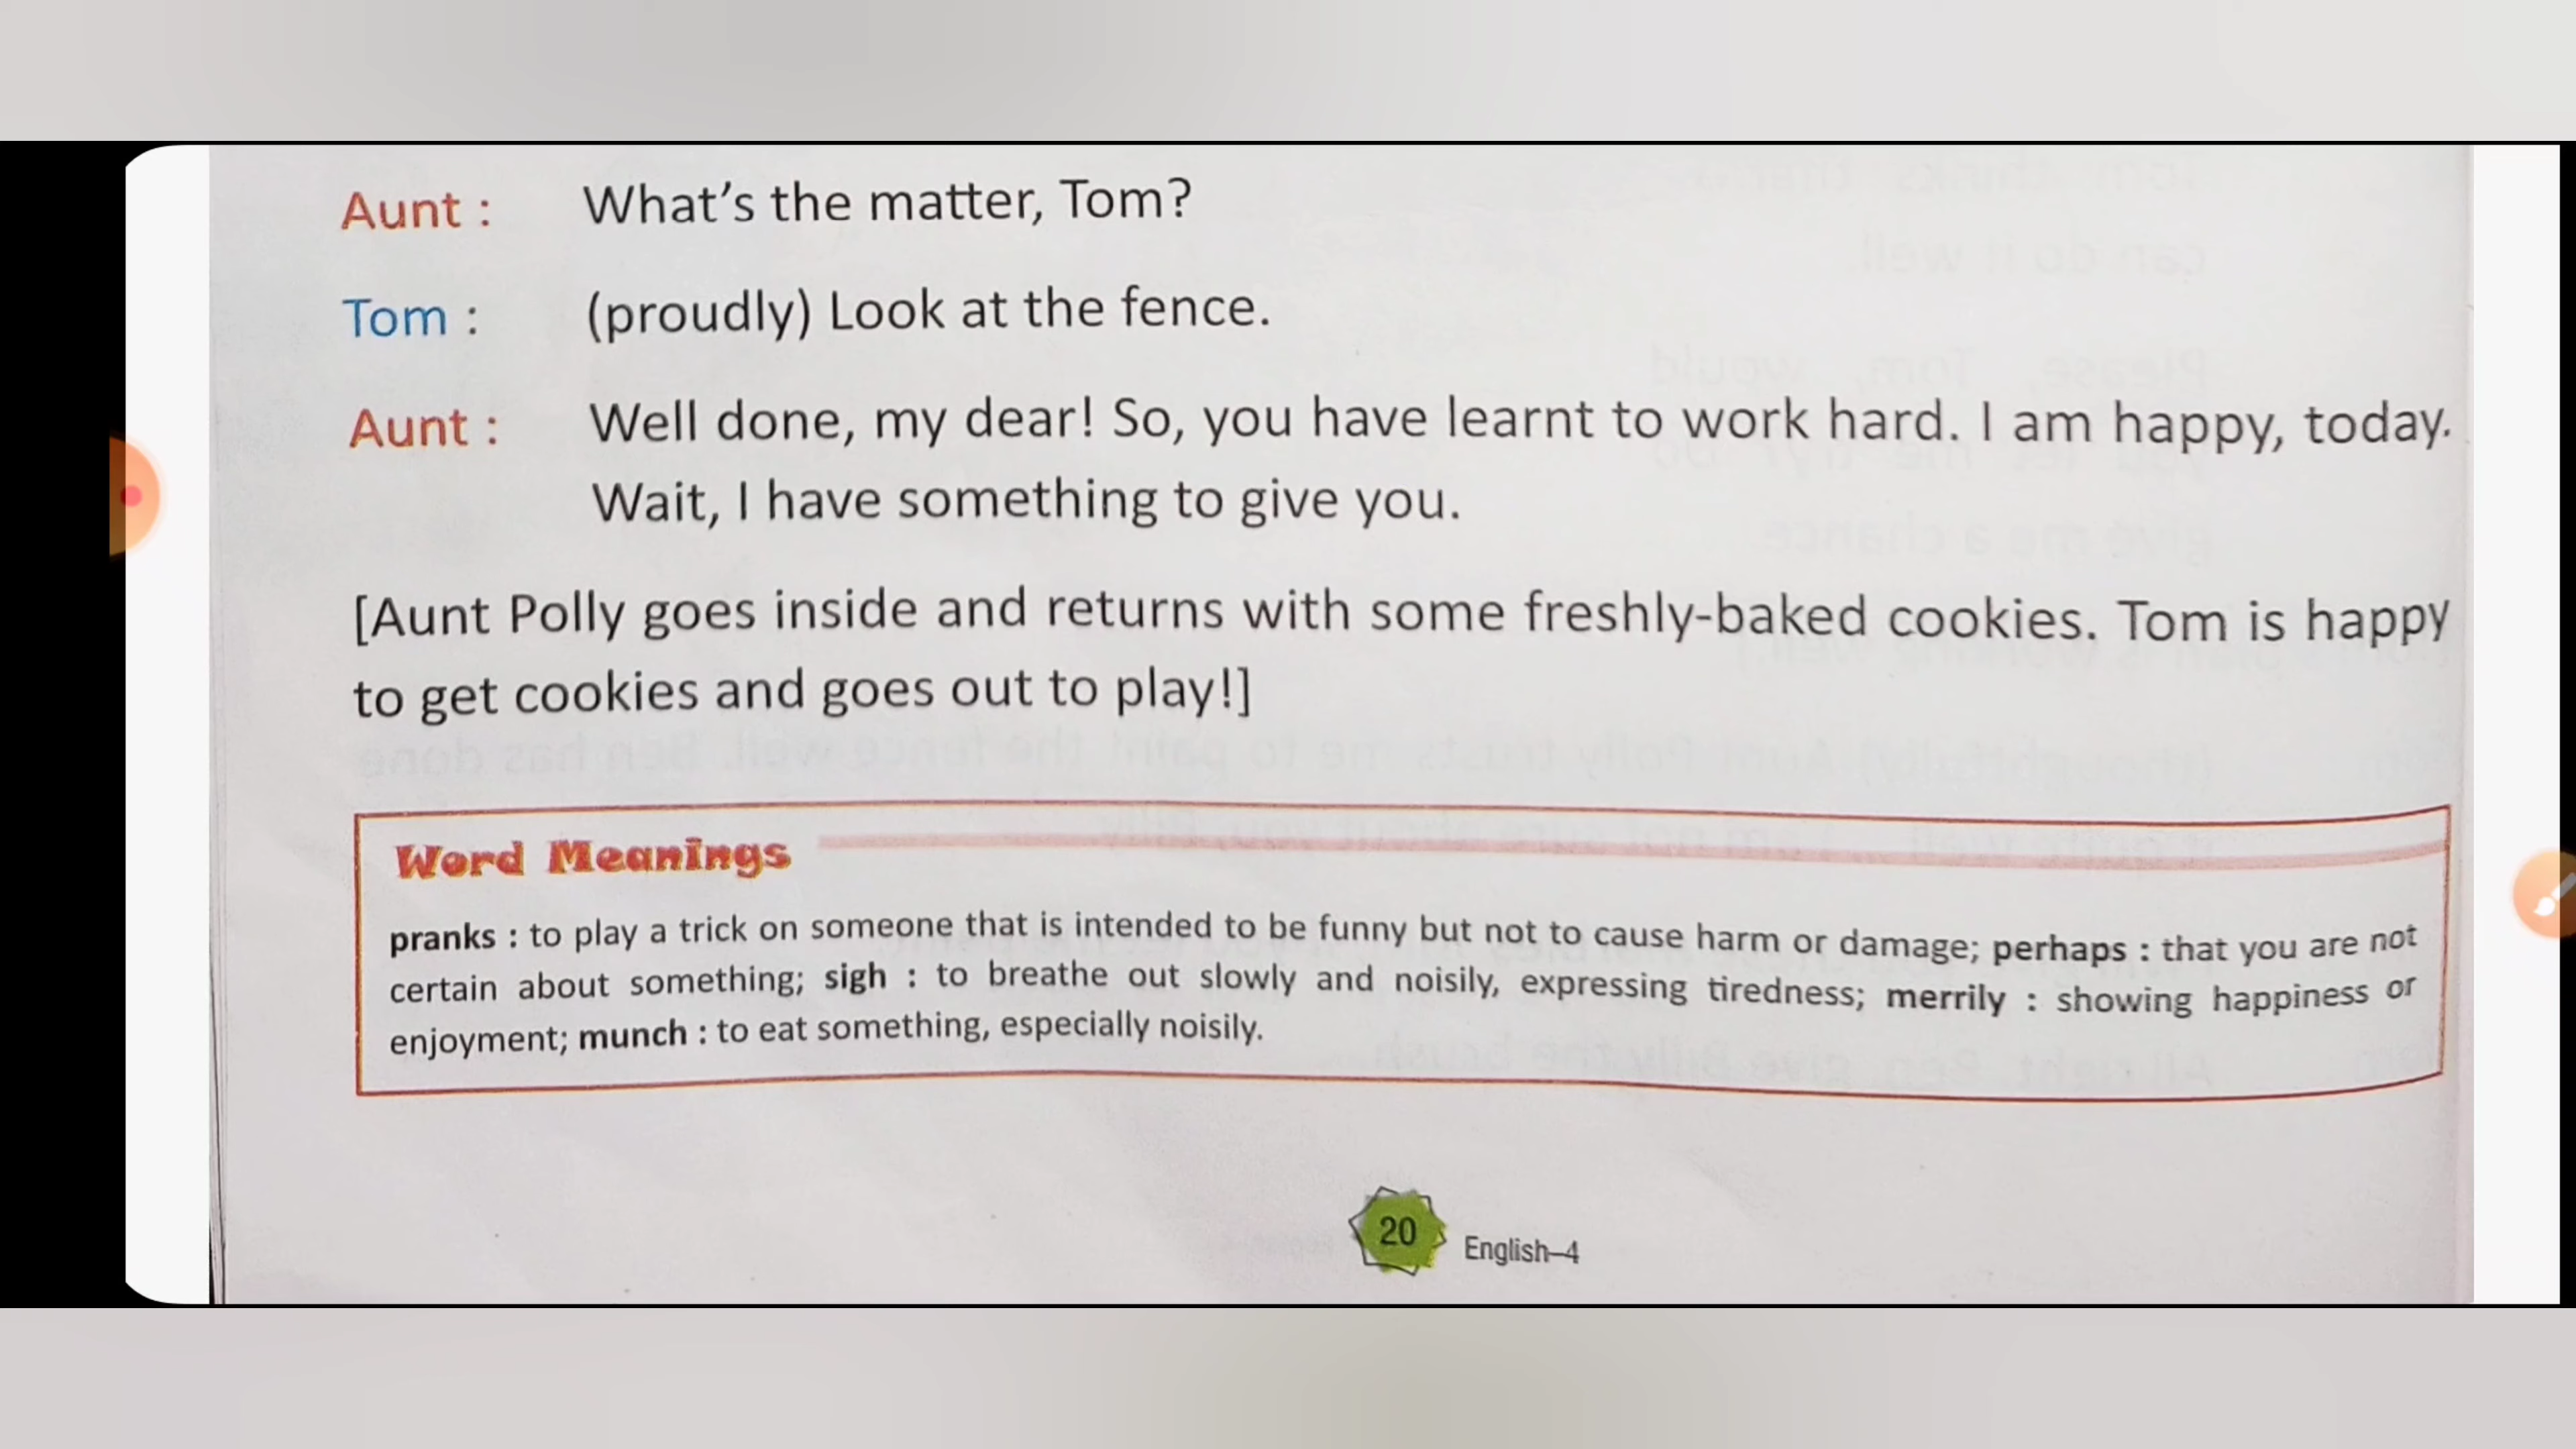 Aunt : What's the matter, Tom?
Tom : (proudly) Look at the fence.
Aunt : Well done, my dear! So, you have learnt to work hard. I am happy, today.
Wait, I have something to give you.
[Aunt Polly goes inside and returns with some freshly-baked cookies. Tom is happy
to get cookies and goes out to play!]
Word Meanings
pranks : to play a trick on someone that is intended to be funny but not to cause harm or damage; perhaps : that you are not
certain about something; sigh : to breathe out slowly and noisily, expressing tiredness; merrily : showing happiness or
enjoyment; munch : to eat something, especially noisily.
20 English–4